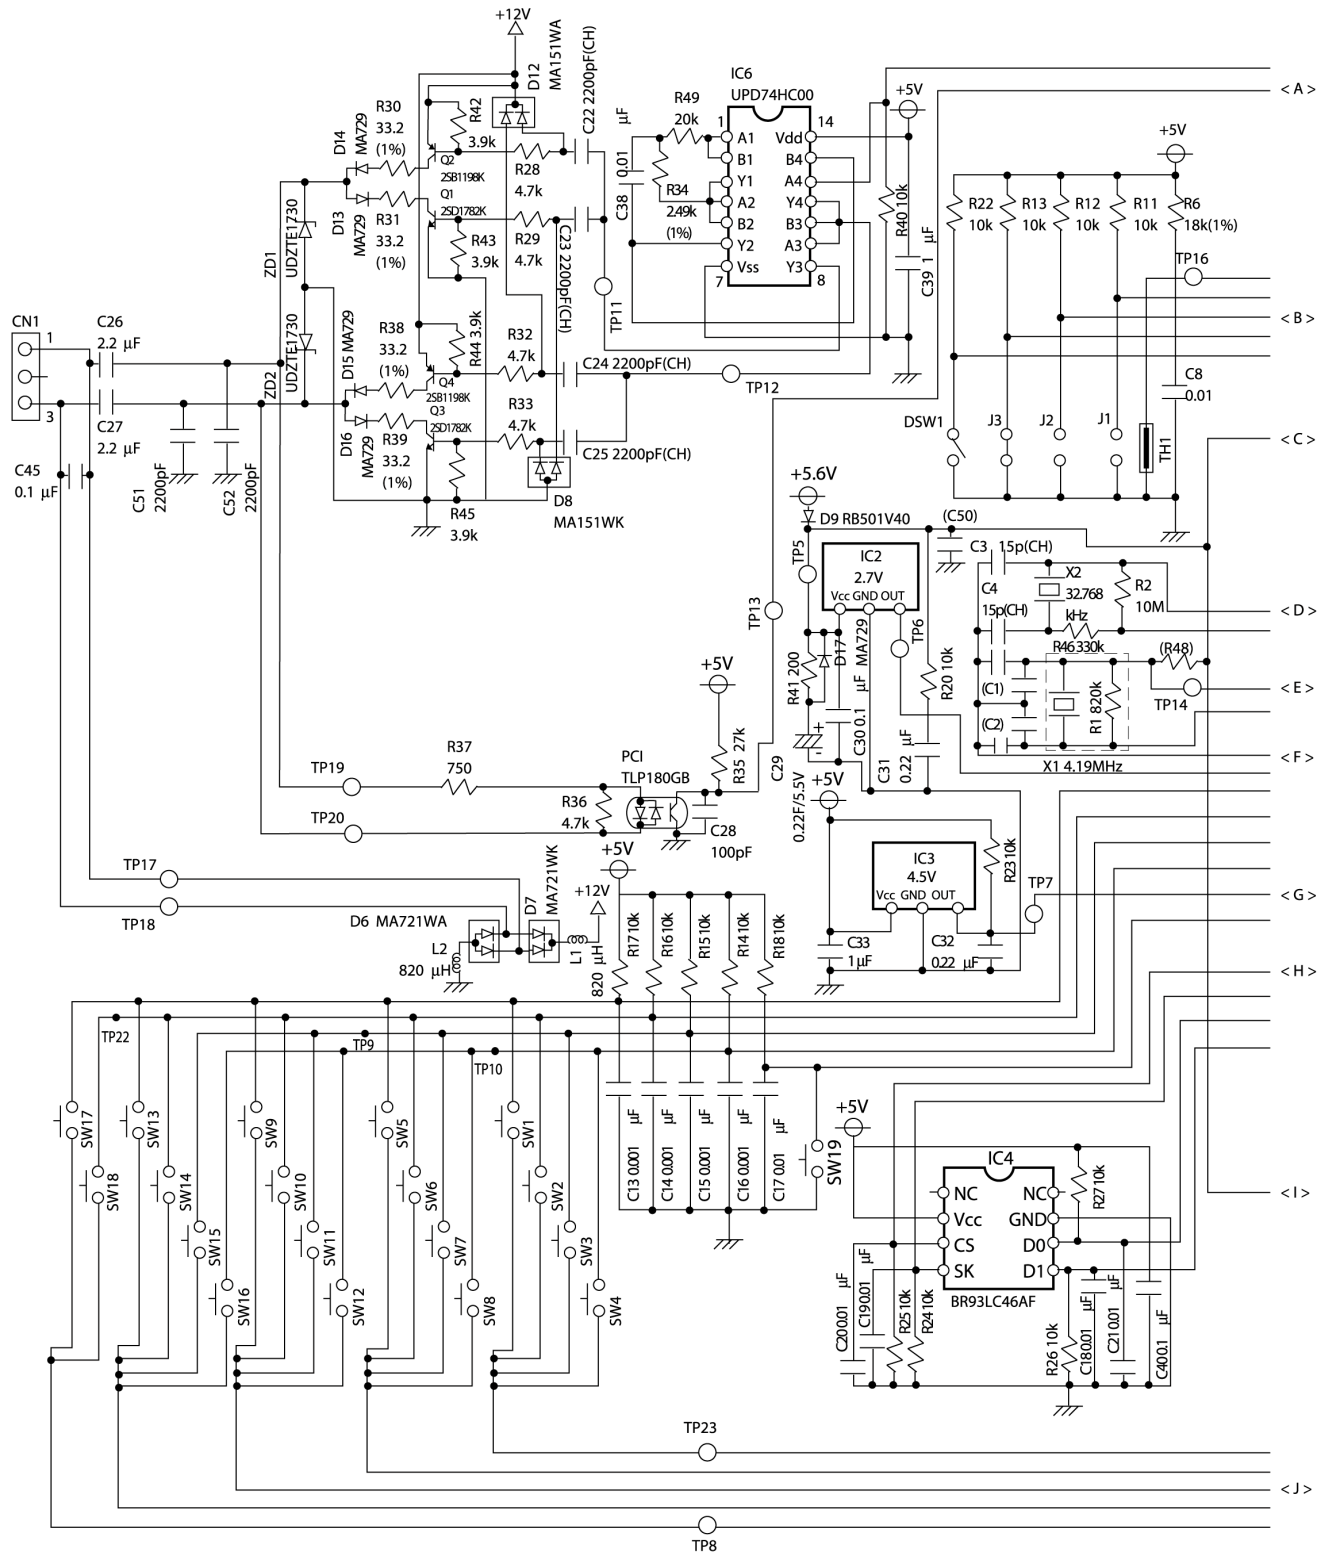 +12V
D12
MA151WA
C22 2200pF(CH)
IC6
UPD74HC00
+5V
< A >
R30
33.2
(1%)
R42
3.9k
D14
MA729
Q2
2SB1198K
R28
4.7k
μF
0.01
C38
R49
20k
R34
2.49k
(1%)
1
14
A1
B1
Y1
A2
B2
Y2
Vss
Vdd
B4
A4
Y4
B3
A3
Y3
7
8
R40 10k
C39 1 μF
+5V
R22
10k
R13
10k
R12
10k
R11
10k
R6
18k(1%)
TP16
D13
MA729
R31
33.2
(1%)
Q1
2SD1782K
R43
3.9k
R29
4.7k
C23 2200pF(CH)
TP11
ZD1
UDZTE1730
ZD2
UDZTE1730
CN1
1
3
C26
2.2 μF
C27
2.2 μF
C45
0.1 μF
C51
2200pF
C52
2200pF
D15 MA729
R38
33.2
(1%)
R44 3.9k
Q4
2SB1198K
R32
4.7k
C24 2200pF(CH)
TP12
Q3
2SD1782K
D16
MA729
R39
33.2
(1%)
R33
4.7k
C25 2200pF(CH)
R45
3.9k
D8
MA151WK
< B >
C8
0.01
DSW1
J3
J2
J1
TH1
< C >
+5.6V
D9 RB501V40
(C50)
TP5
IC2
2.7V
Vcc GND OUT
TP6
C3
15p(CH)
C4
15p(CH)
X2
32.768
kHz
R2
10M
R46 330k
< D >
TP13
D17
MA729
R41 200
C30 0.1 μF
R20 10k
(C1)
(C2)
R1 820k
(R48)
TP14
< E >
X1 4.19MHz
< F >
C29
0.22F/5.5V
C31
0.22 μF
+5V
R35 27k
R37
750
TP19
TP20
R36
4.7k
PCI
TLP180GB
C28
100pF
+5V
IC3
4.5V
Vcc GND OUT
R23 10k
TP7
C33
1 μF
C32
0.22 μF
< G >
TP17
TP18
D6 MA721WA
D7
MA721WK
+5V
+12V
L2
820 μH
L1
820 μH
R17 10k
R16 10k
R15 10k
R14 10k
R18 10k
< H >
TP22
TP9
TP10
SW17
SW13
SW9
SW5
SW1
SW18
SW14
SW10
SW6
SW2
SW15
SW11
SW7
SW3
SW16
SW12
SW8
SW4
C13 0.001 μF
C14 0.001 μF
C15 0.001 μF
C16 0.001 μF
C17 0.01 μF
SW19
+5V
IC4
NC
Vcc
CS
SK
NC
GND
D0
D1
BR93LC46AF
R27 10k
< I >
C20 0.01 μF
C19 0.01 μF
R25 10k
R24 10k
R26 10k
C18 0.01 μF
C21 0.01 μF
C40 0.1 μF
TP23
< J >
TP8